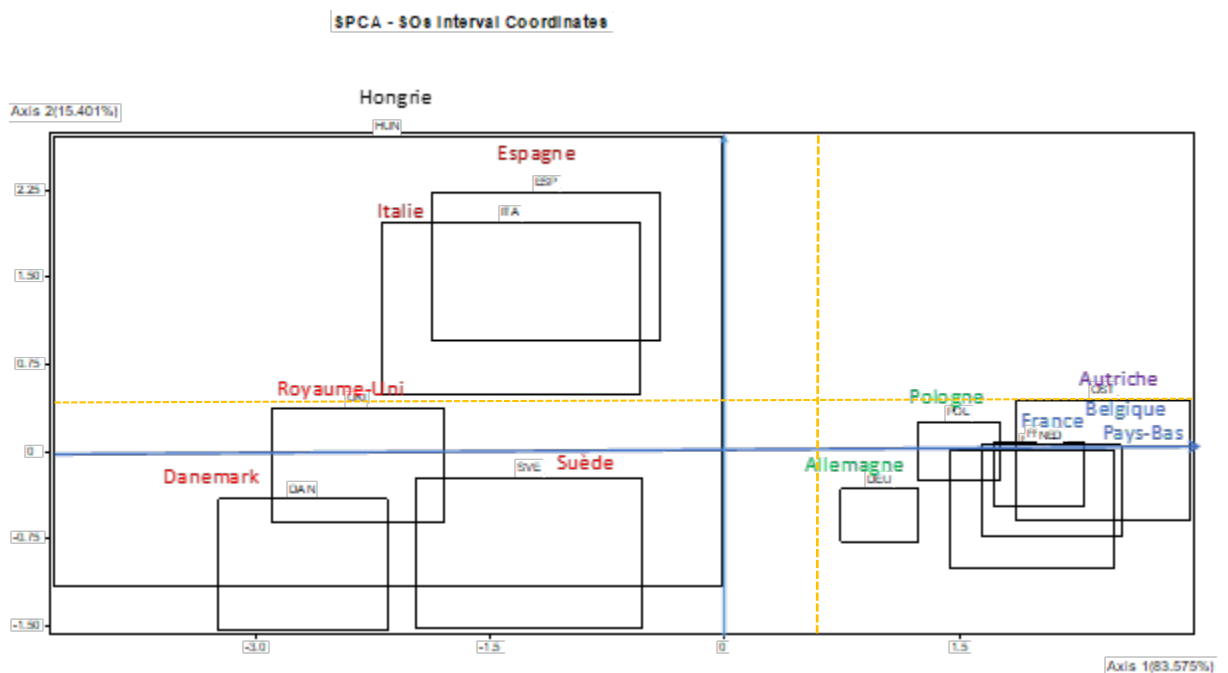 SPCA - SOs Interval Coordinates
Hongrie
Axis 2(15.401%)
HUN
Espagne
ESP
2.25
Italie
ITA
1.50
0.75
Royaume-Uni
Autriche
OST
Pologne
POL
Belgique
France
NED
Pays-Bas
0
Danemark
SVE
Suède
Allemagne
DAN
DEU
-0.75
-1.50
-3.0
-1.5
0
1.5
Axis 1(83.575%)